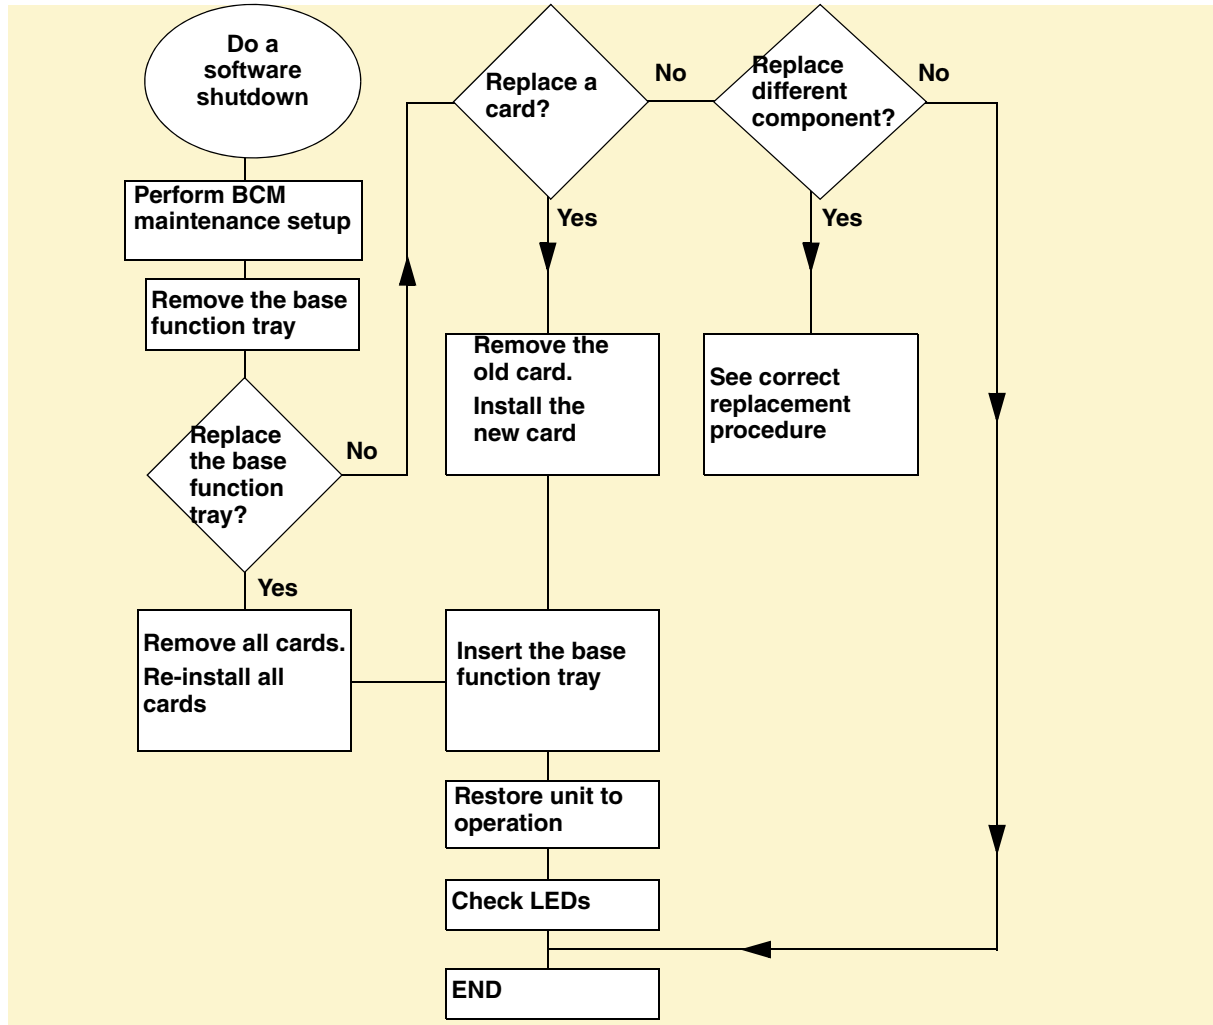 Do a
software
shutdown
Perform BCM
maintenance setup
Remove the base
function tray
Replace
the base
function
tray?
No
Yes
Remove all cards.
Re-install all
cards
Replace a
card?
No
Yes
Remove the
old card.
Install the
new card
Insert the base
function tray
Restore unit to
operation
Check LEDs
END
Replace
different
component?
No
Yes
See correct
replacement
procedure